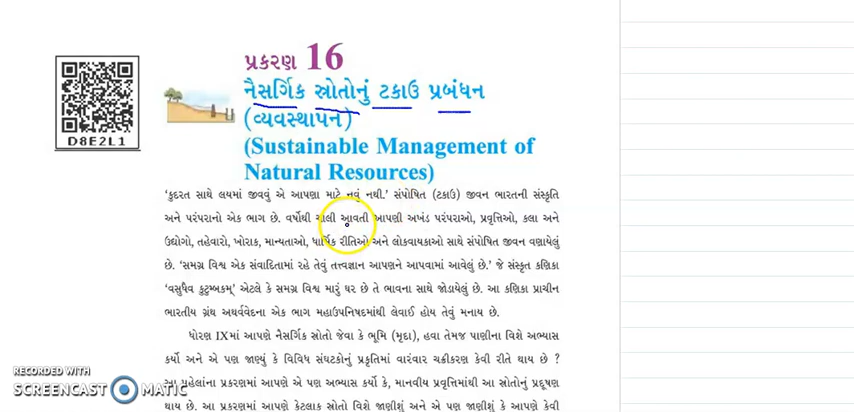 પ્રકરણ 16
નૈસર્ગિક સ્રોતોનું ટકાઉ પ્રબંધન
(વ્યવસ્થાપન)
(Sustainable Management of
Natural Resources)
D8E2L1
‘કુદરત સાથે લયમાં જીવવું એ આપણા માટે નવું નથી.’ સંપોષિત (ટકાઉ) જીવન ભારતની સંસ્કૃતિ
અને પરંપરાનો એક ભાગ છે. વર્ષોથી ચાલી આવતી આપણી અખંડ પરંપરાઓ, પ્રવૃત્તિઓ, કલા અને
ઉદ્યોગો, તહેવારો, ખોરાક, માન્યતાઓ, ધાર્મિક રીતિઓ અને લોકવાયકાઓ સાથે સંપોષિત જીવન વણાયેલું
છે. ‘સમગ્ર વિશ્વ એક સંવાદિતામાં રહે તેવું તત્ત્વજ્ઞાન આપણને આપવામાં આવેલું છે.’ જે સંસ્કૃત કણિકા
‘વસુધૈવ કુટુમ્બકમ્’ એટલે કે સમગ્ર વિશ્વ મારું ઘર છે તે ભાવના સાથે જોડાયેલું છે. આ કણિકા પ્રાચીન
ભારતીય ગ્રંથ અથર્વવેદના એક ભાગ મહાઉપનિષદમાંથી લેવાઈ હોય તેવું મનાય છે.
ધોરણ IXમાં આપણે નૈસર્ગિક સ્રોતો જેવા કે ભૂમિ (મૃદા), હવા તેમજ પાણીના વિશે અભ્યાસ
કર્યો અને એ પણ જાણ્યું કે વિવિધ સંઘટકોનું પ્રકૃતિમાં વારંવાર ચક્રીકરણ કેવી રીતે થાય છે ?
આ પહેલાંના પ્રકરણમાં આપણે એ પણ અભ્યાસ કર્યો કે, માનવીય પ્રવૃત્તિમાંથી આ સ્રોતોનું પ્રદૂષણ
થાય છે. આ પ્રકરણમાં આપણે કેટલાક સ્રોતો વિશે જાણીશું અને એ પણ જાણીશું કે આપણે કેવી
RECORDED WITH
SCREENCAST MATIC